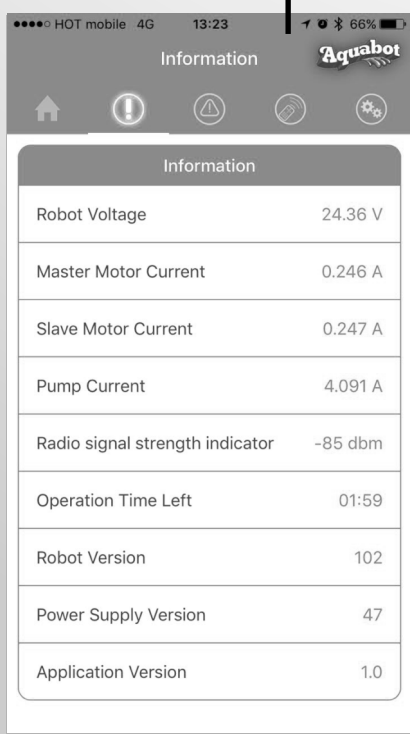 HOT mobile 4G 13:23 66%
Information
Aquabot
Information
Robot Voltage 24.36 V
Master Motor Current 0.246 A
Slave Motor Current 0.247 A
Pump Current 4.091 A
Radio signal strength indicator -85 dbm
Operation Time Left 01:59
Robot Version 102
Power Supply Version 47
Application Version 1.0